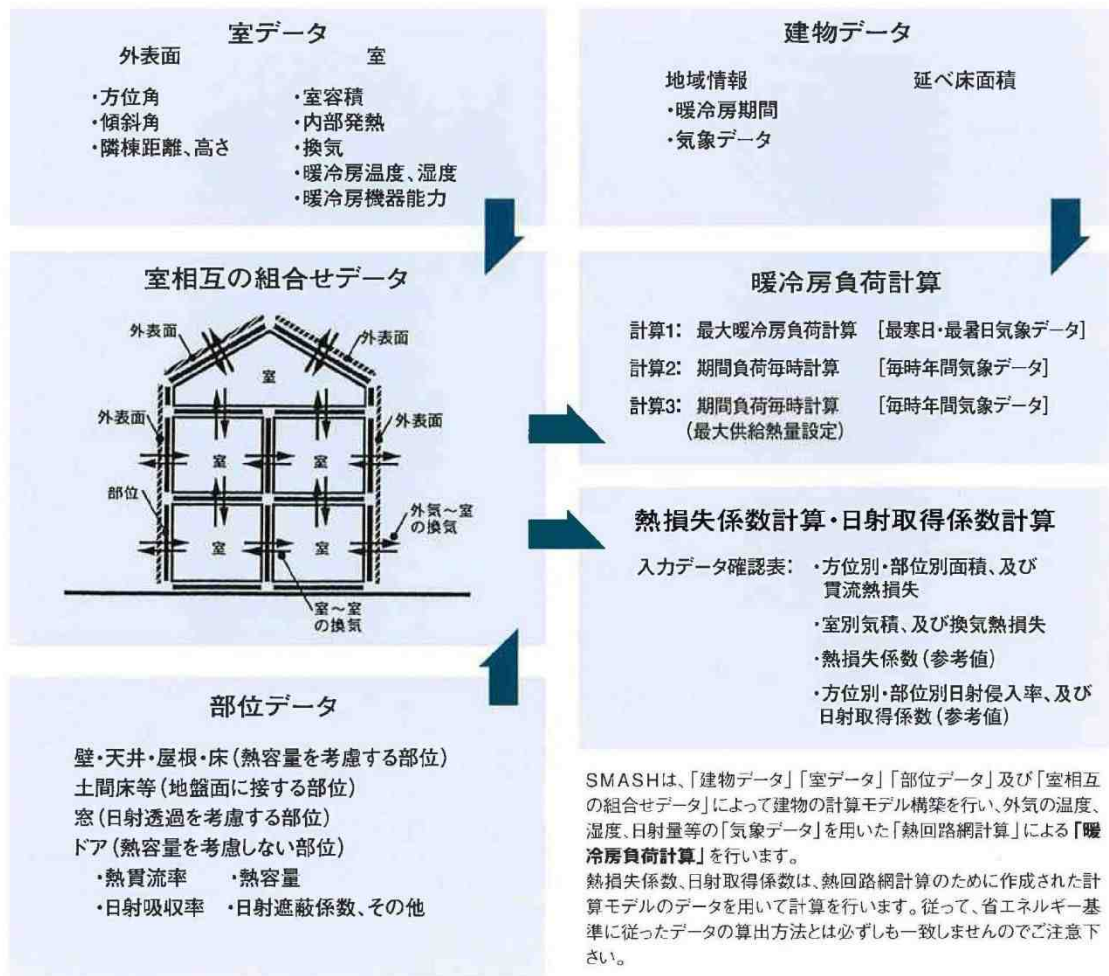 室データ
外表面
・方位角
・傾斜角
・隣棟距離、高さ
室
・室容積
・内部発熱
・換気
・暖冷房温度、湿度
・暖冷房機器能力
建物データ
地域情報
・暖冷房期間
・気象データ
延べ床面積
室相互の組合せデータ
外表面
外表面
室
外表面
外表面
室
室
部位
外気～室
の換気
室
室
室～室
の換気
暖冷房負荷計算
計算1: 最大暖冷房負荷計算 [最寒日・最暑日気象データ]
計算2: 期間負荷毎時計算 [毎時年間気象データ]
計算3: 期間負荷毎時計算 [毎時年間気象データ]
(最大供給熱量設定)
熱損失係数計算・日射取得係数計算
入力データ確認表: ・方位別・部位別面積、及び
貫流熱損失
・室別気積、及び換気熱損失
・熱損失係数(参考値)
・方位別・部位別日射侵入率、及び
日射取得係数(参考値)
部位データ
壁・天井・屋根・床(熱容量を考慮する部位)
土間床等(地盤面に接する部位)
窓(日射透過を考慮する部位)
ドア(熱容量を考慮しない部位)
・熱貫流率 ・熱容量
・日射吸収率 ・日射遮蔽係数、その他
SMASHは、「建物データ」「室データ」「部位データ」及び「室相互
の組合せデータ」によって建物の計算モデル構築を行い、外気の温度、
湿度、日射量等の「気象データ」を用いた「熱回路網計算」による「暖
冷房負荷計算」を行います。
熱損失係数、日射取得係数は、熱回路網計算のために作成された計
算モデルのデータを用いて計算を行います。従って、省エネルギー基
準に従ったデータの算出方法とは必ずしも一致しませんのでご注意下
さい。